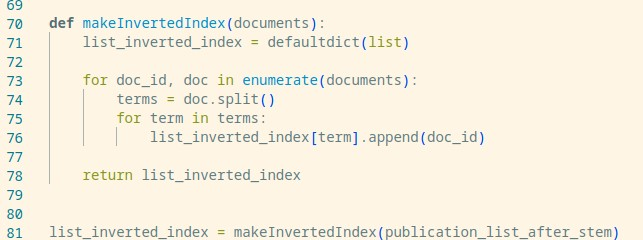 69
70 def makeInvertedIndex(documents):
71     list_inverted_index = defaultdict(list)
72
73     for doc_id, doc in enumerate(documents):
74         terms = doc.split()
75         for term in terms:
76             list_inverted_index[term].append(doc_id)
77
78     return list_inverted_index
79
80
81 list_inverted_index = makeInvertedIndex(publication_list_after_stem)